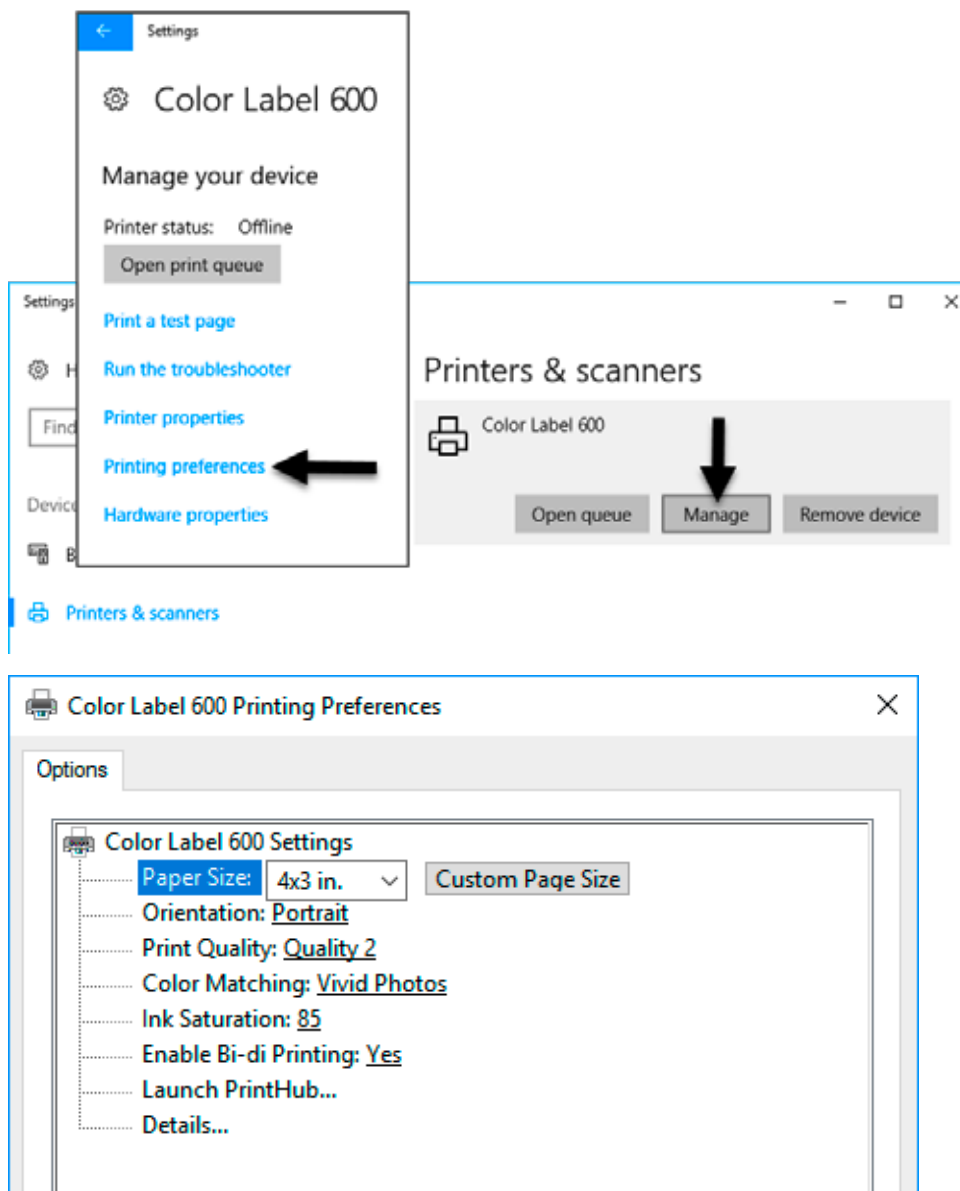 Settings
Color Label 600
Manage your device
Printer status: Offline
Open print queue
Print a test page
Run the troubleshooter
Printer properties
Printing preferences
Hardware properties
Settings
H
Find
Device
B
Printers & scanners
Printers & scanners
Color Label 600
Open queue Manage Remove device
Color Label 600 Printing Preferences
Options
Color Label 600 Settings
Paper Size: 4x3 in. Custom Page Size
Orientation: Portrait
Print Quality: Quality 2
Color Matching: Vivid Photos
Ink Saturation: 85
Enable Bi-di Printing: Yes
Launch PrintHub...
Details...